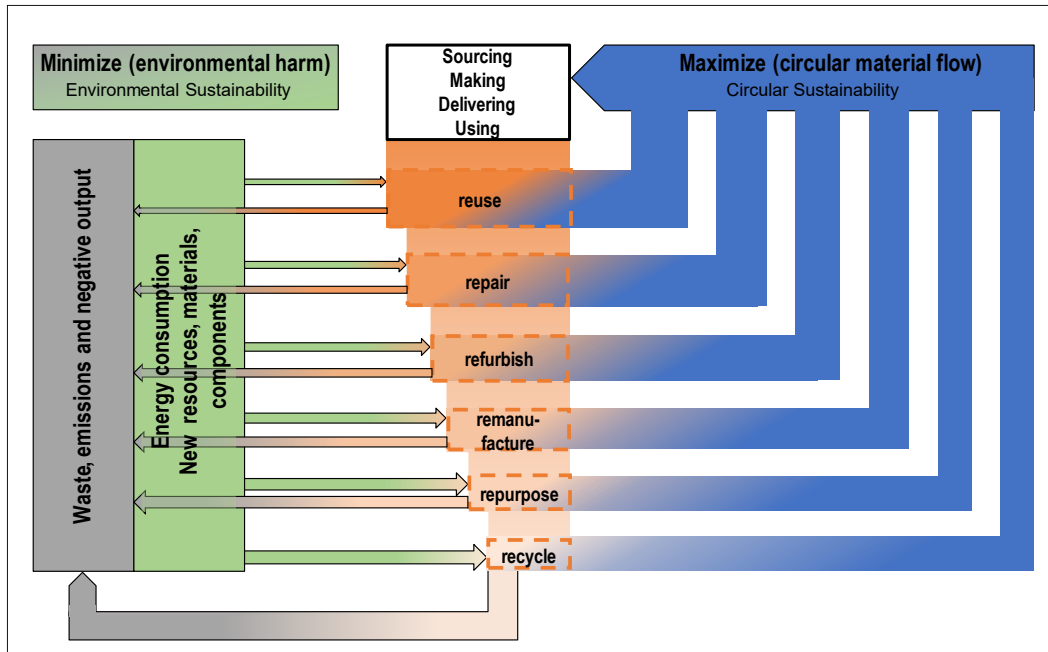 Minimize (environmental harm)
Environmental Sustainability
Sourcing
Making
Delivering
Using
Maximize (circular material flow)
Circular Sustainability
Waste, emissions and negative output
Energy consumption
New resources, materials,
components
reuse
repair
refurbish
remanu-
facture
repurpose
recycle